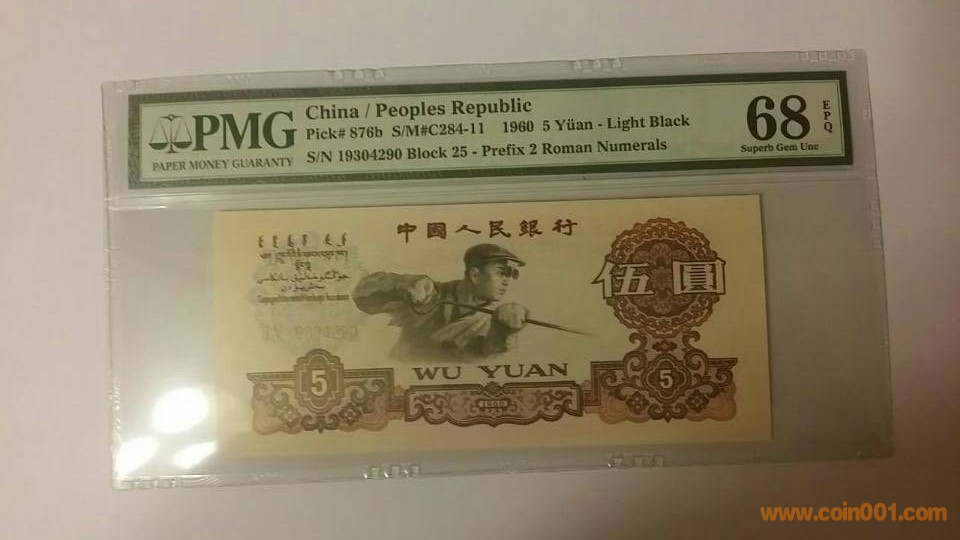 PMG
PAPER MONEY GUARANTY
China / Peoples Republic
Pick# 876b S/M#C284-11 1960 5 Yüan - Light Black
S/N 19304290 Block 25 - Prefix 2 Roman Numerals
68
EPQ
Superb Gem Unc
中國人民銀行
伍圓
WU YUAN
5
1960
5
www.coin001.com